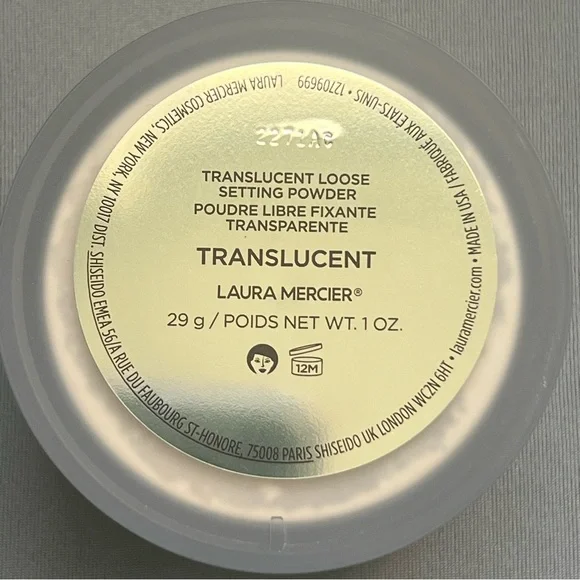 2271AC
TRANSLUCENT LOOSE
SETTING POWDER
POUDRE LIBRE FIXANTE
TRANSPARENTE
TRANSLUCENT
LAURA MERCIER®
29 g / POIDS NET WT. 1 OZ.
12M
LAURA MERCIER COSMETICS, NEW YORK, NY 10017 DIST. SHISEIDO EMEA 56/A RUE DU FAUBOURG ST-HONORE, 75008 PARIS SHISEIDO UK LONDON WC2N 6HT • lauramercier.com • MADE IN USA / FABRIQUÉ AUX ÉTATS-UNIS • 12709699